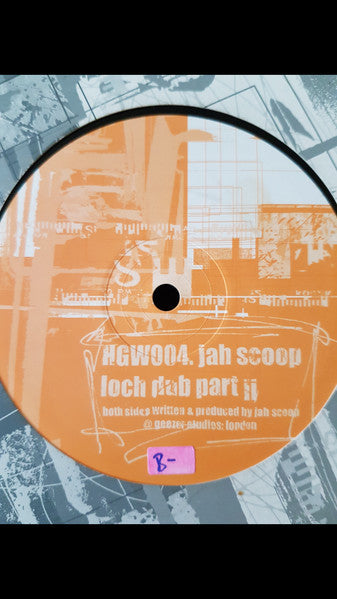 HGW004. jah scoop
loch dub part ii
both sides written & produced by jah scoop
@ geezer studios: london
B-